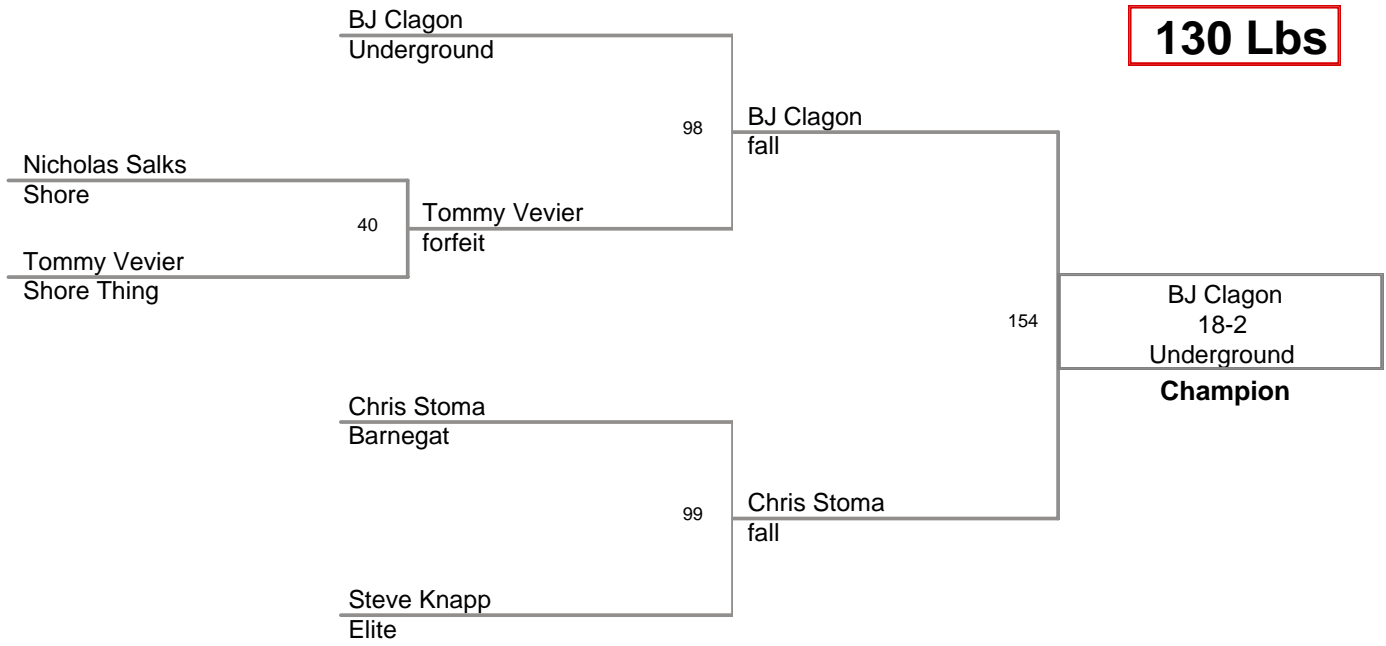 BJ Clagon
Underground
130 Lbs
98
BJ Clagon
fall
Nicholas Salks
Shore
40
Tommy Vevier
forfeit
Tommy Vevier
Shore Thing
154
BJ Clagon
18-2
Underground
Champion
Chris Stoma
Barnegat
99
Chris Stoma
fall
Steve Knapp
Elite